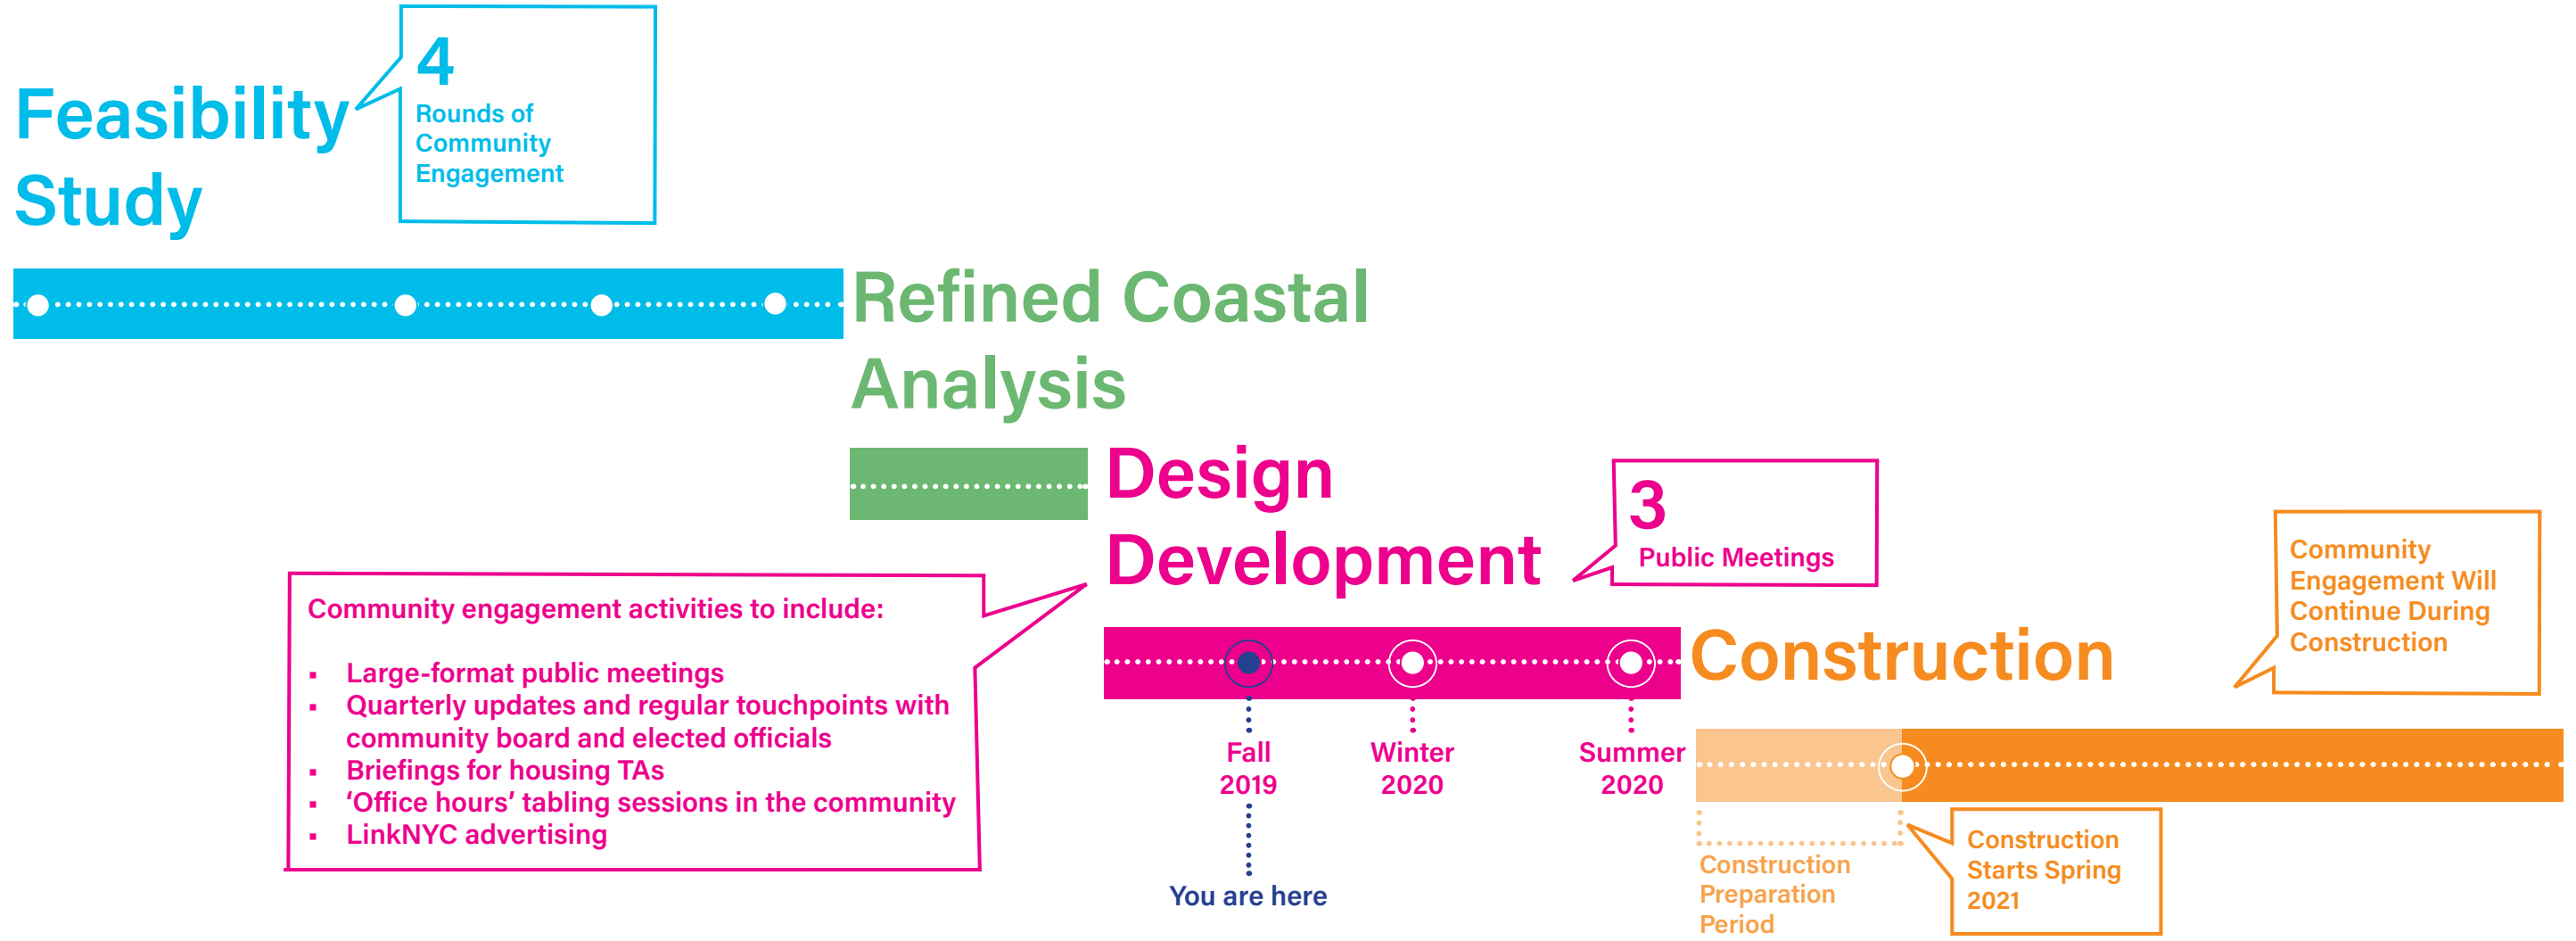 Feasibility
Study
4
Rounds of
Community
Engagement
Refined Coastal
Analysis
Design
Development
3
Public Meetings
Community engagement activities to include:
▪ Large-format public meetings
▪ Quarterly updates and regular touchpoints with
community board and elected officials
▪ Briefings for housing TAs
▪ ‘Office hours’ tabling sessions in the community
▪ LinkNYC advertising
Fall
2019
Winter
2020
Summer
2020
You are here
Construction
Community
Engagement Will
Continue During
Construction
Construction
Preparation
Period
Construction
Starts Spring
2021